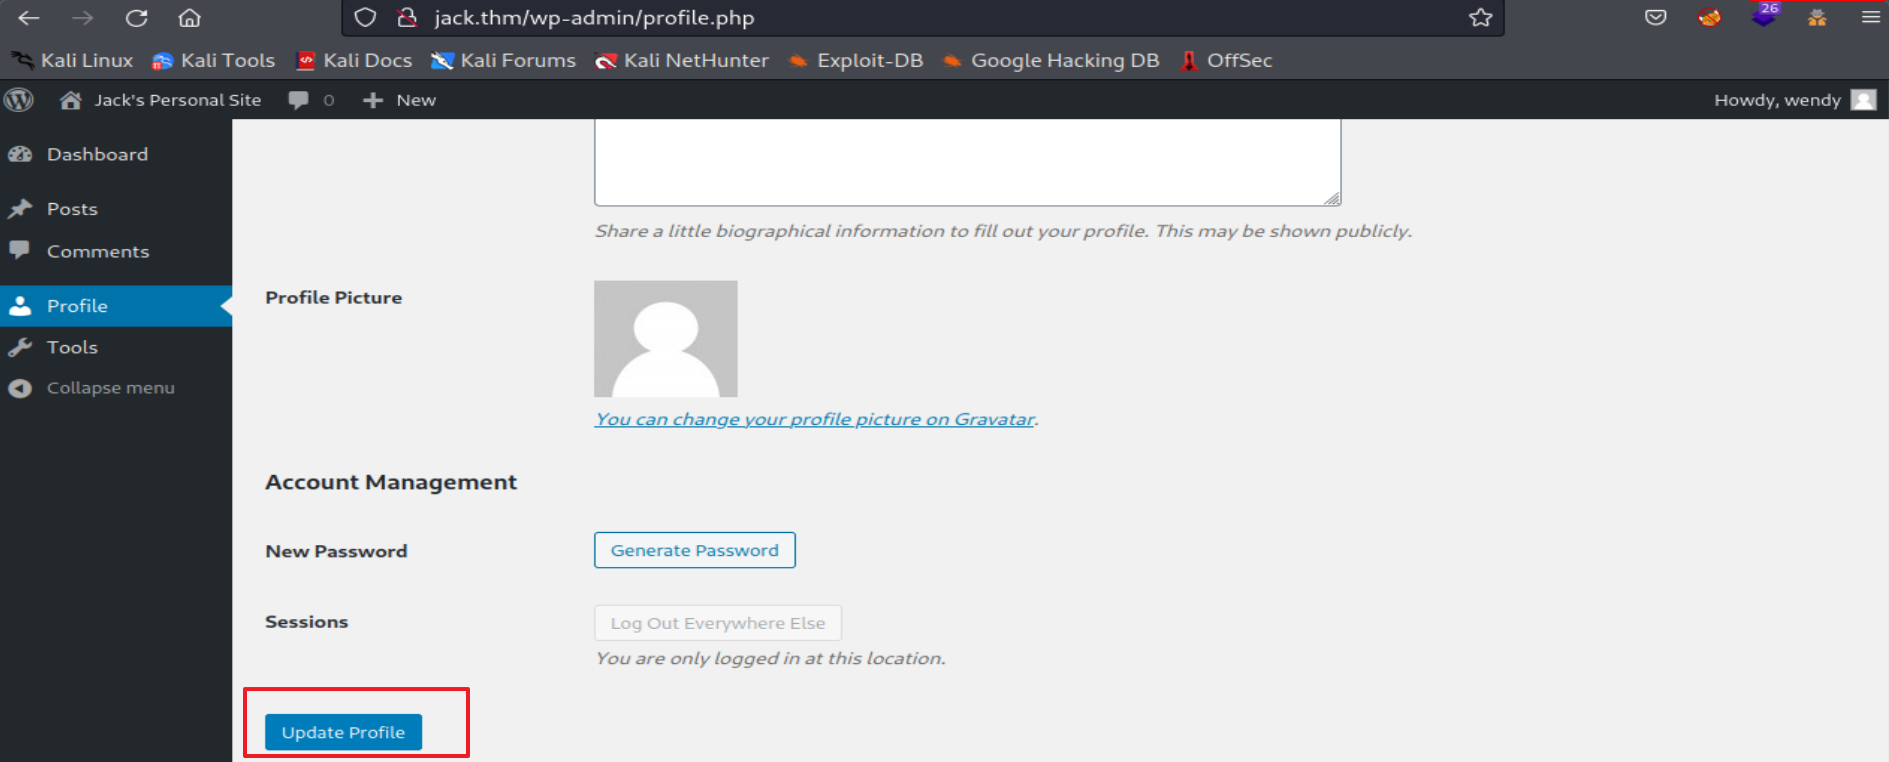 jack.thm/wp-admin/profile.php
26
Kali Linux Kali Tools Kali Docs Kali Forums Kali NetHunter Exploit-DB Google Hacking DB OffSec
Jack's Personal Site 0 New Howdy, wendy
Dashboard
Posts
Comments
Profile
Tools
Collapse menu
Share a little biographical information to fill out your profile. This may be shown publicly.
Profile Picture
You can change your profile picture on Gravatar.
Account Management
New Password Generate Password
Sessions Log Out Everywhere Else
You are only logged in at this location.
Update Profile